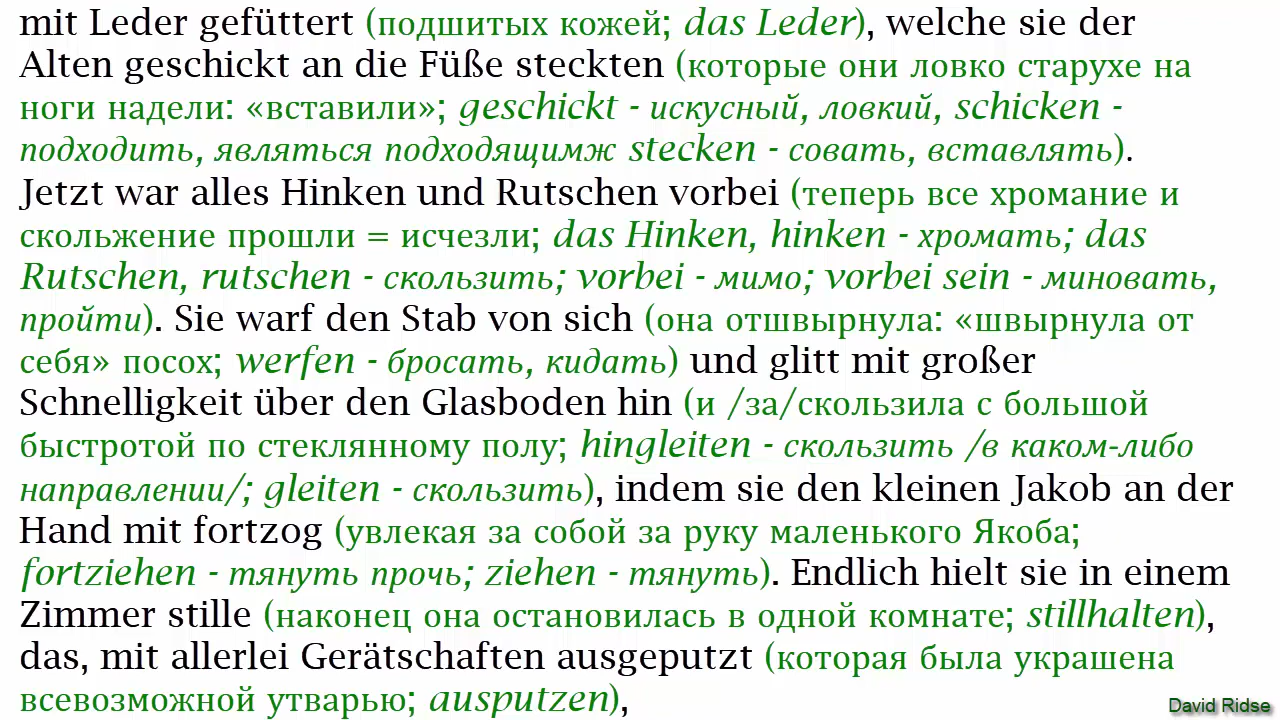 mit Leder gefüttert (подшитых кожей; das Leder), welche sie der
Alten geschickt an die Füße steckten (которые они ловко старухе на
ноги надели: «вставили»; geschickt - искусный, ловкий, schicken -
подходить, являться подходящимж stecken - совать, вставлять).
Jetzt war alles Hinken und Rutschen vorbei (теперь все хромание и
скольжение прошли = исчезли; das Hinken, hinken - хромать; das
Rutschen, rutschen - скользить; vorbei - мимо; vorbei sein - миновать,
пройти). Sie warf den Stab von sich (она отшвырнула: «швырнула от
себя» посох; werfen - бросать, кидать) und glitt mit großer
Schnelligkeit über den Glasboden hin (и /за/скользила с большой
быстротой по стеклянному полу; hingleiten - скользить /в каком-либо
направлении/; gleiten - скользить), indem sie den kleinen Jakob an der
Hand mit fortzog (увлекая за собой за руку маленького Якоба;
fortziehen - тянуть прочь; ziehen - тянуть). Endlich hielt sie in einem
Zimmer stille (наконец она остановилась в одной комнате; stillhalten),
das, mit allerlei Gerätschaften ausgeputzt (которая была украшена
всевозможной утварью; ausputzen),
David Ridse